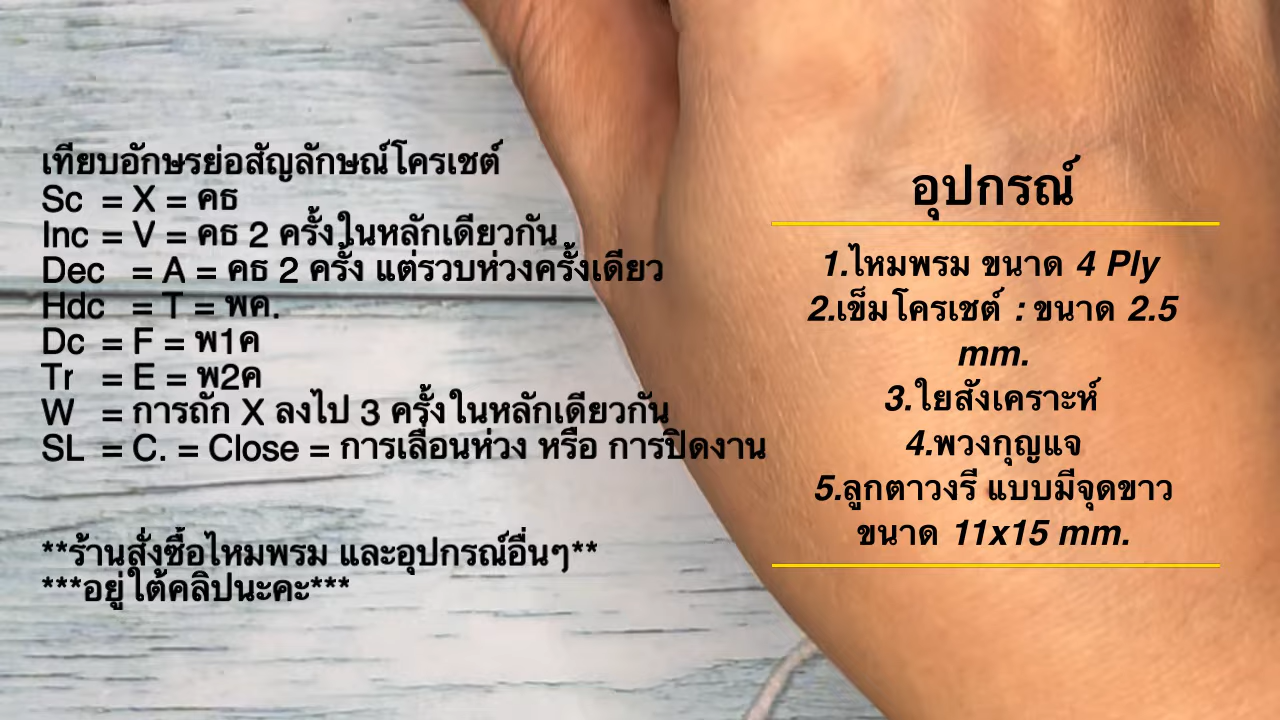 เทียบอักษรย่อสัญลักษณ์โครเชต์
Sc = X = คธ
Inc = V = คธ 2 ครั้งในหลักเดียวกัน
Dec = A = คธ 2 ครั้ง แต่รวบห่วงครั้งเดียว
Hdc = T = พค.
Dc = F = พ1ค
Tr = E = พ2ค
W = การถัก X ลงไป 3 ครั้งในหลักเดียวกัน
SL = C. = Close = การเลื่อนห่วง หรือ การปิดงาน
**ร้านสั่งซื้อไหมพรม และอุปกรณ์อื่นๆ**
***อยู่ใต้คลิปนะคะ***
อุปกรณ์
1.ไหมพรม ขนาด 4 Ply
2.เข็มโครเชต์ : ขนาด 2.5
mm.
3.ใยสังเคราะห์
4.พวงกุญแจ
5.ลูกตาวงรี แบบมีจุดขาว
ขนาด 11x15 mm.